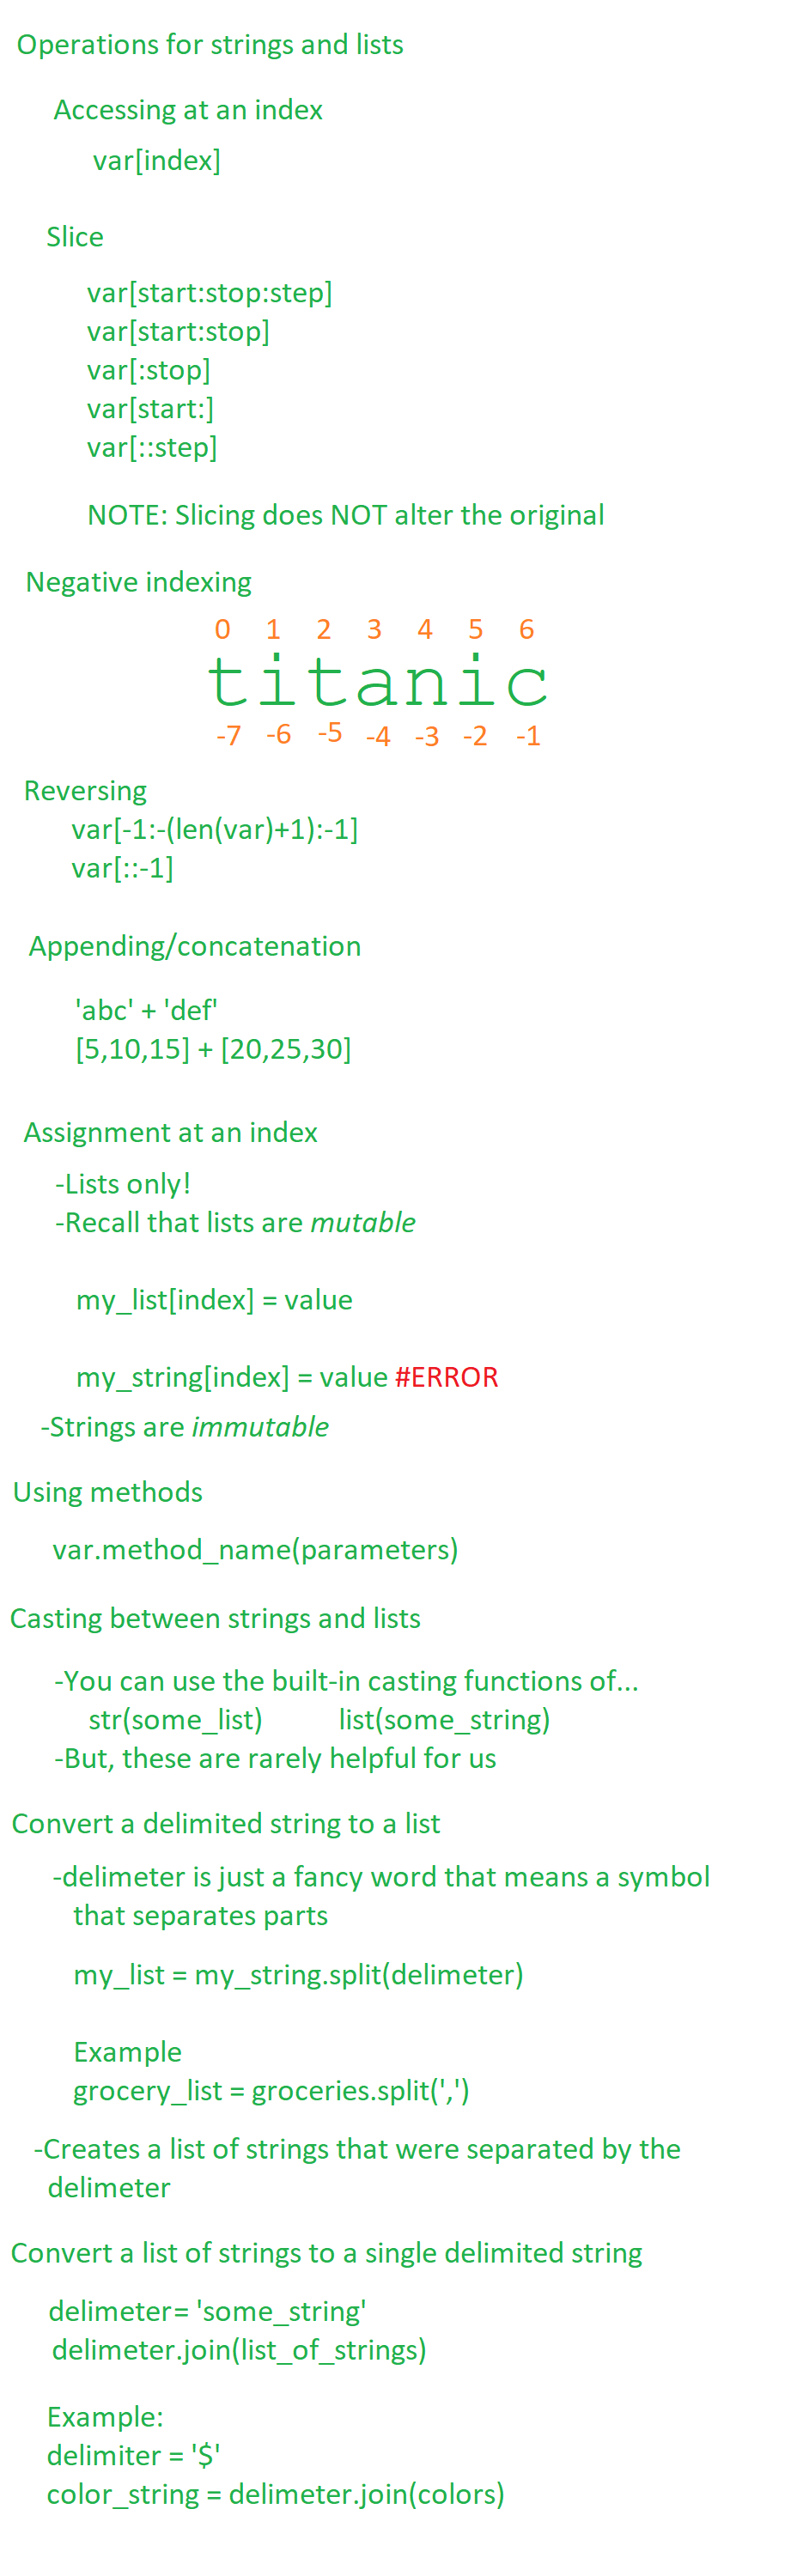 Operations for strings and lists
Accessing at an index
var[index]
Slice
var[start:stop:step]
var[start:stop]
var[:stop]
var[start:]
var[::step]
NOTE: Slicing does NOT alter the original
Negative indexing
0 1 2 3 4 5 6
titanic
-7 -6 -5 -4 -3 -2 -1
Reversing
var[-1:-(len(var)+1):-1]
var[::-1]
Appending/concatenation
'abc' + 'def'
[5,10,15] + [20,25,30]
Assignment at an index
-Lists only!
-Recall that lists are mutable
my_list[index] = value
my_string[index] = value #ERROR
-Strings are immutable
Using methods
var.method_name(parameters)
Casting between strings and lists
-You can use the built-in casting functions of...
str(some_list) list(some_string)
-But, these are rarely helpful for us
Convert a delimited string to a list
-delimeter is just a fancy word that means a symbol
that separates parts
my_list = my_string.split(delimeter)
Example
grocery_list = groceries.split(',')
-Creates a list of strings that were separated by the
delimeter
Convert a list of strings to a single delimited string
delimeter= 'some_string'
delimeter.join(list_of_strings)
Example:
delimiter = '$'
color_string = delimeter.join(colors)